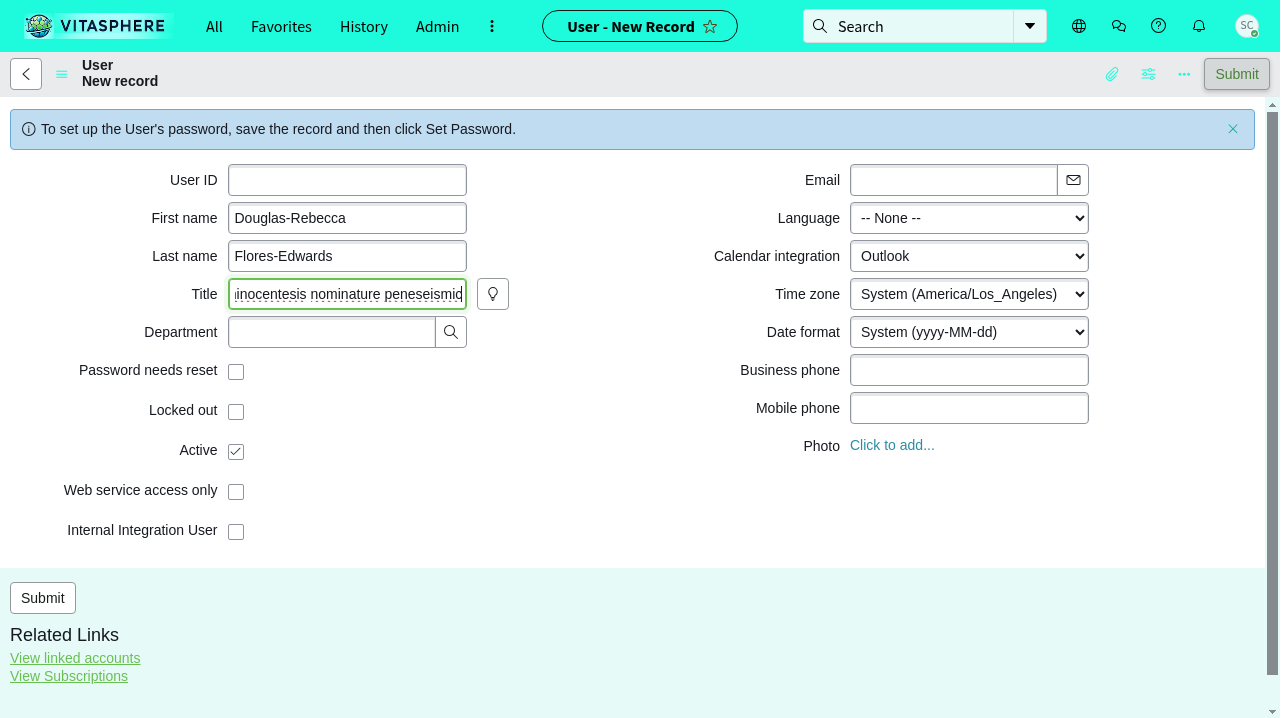 VITASPHERE
All
Favorites
History
Admin
User - New Record
Search
SC
User
New record
Submit
To set up the User's password, save the record and then click Set Password.
User ID
First name
Douglas-Rebecca
Last name
Flores-Edwards
Title
nominature peneseismic
Department
Password needs reset
Locked out
Active
Web service access only
Internal Integration User
Email
Language
-- None --
Calendar integration
Outlook
Time zone
System (America/Los_Angeles)
Date format
System (yyyy-MM-dd)
Business phone
Mobile phone
Photo
Click to add...
Submit
Related Links
View linked accounts
View Subscriptions